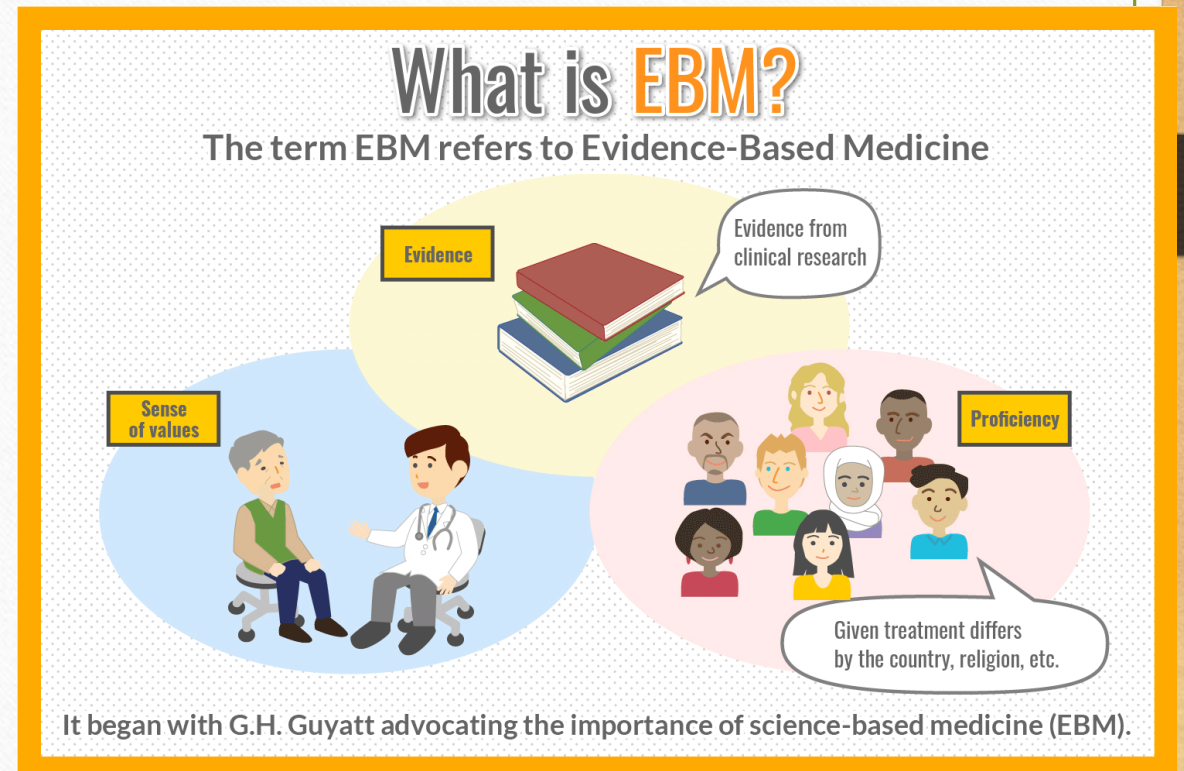 What is EBM?
The term EBM refers to Evidence-Based Medicine
Evidence
Evidence from
clinical research
Sense
of values
Proficiency
Given treatment differs
by the country, religion, etc.
It began with G.H. Guyatt advocating the importance of science-based medicine (EBM).